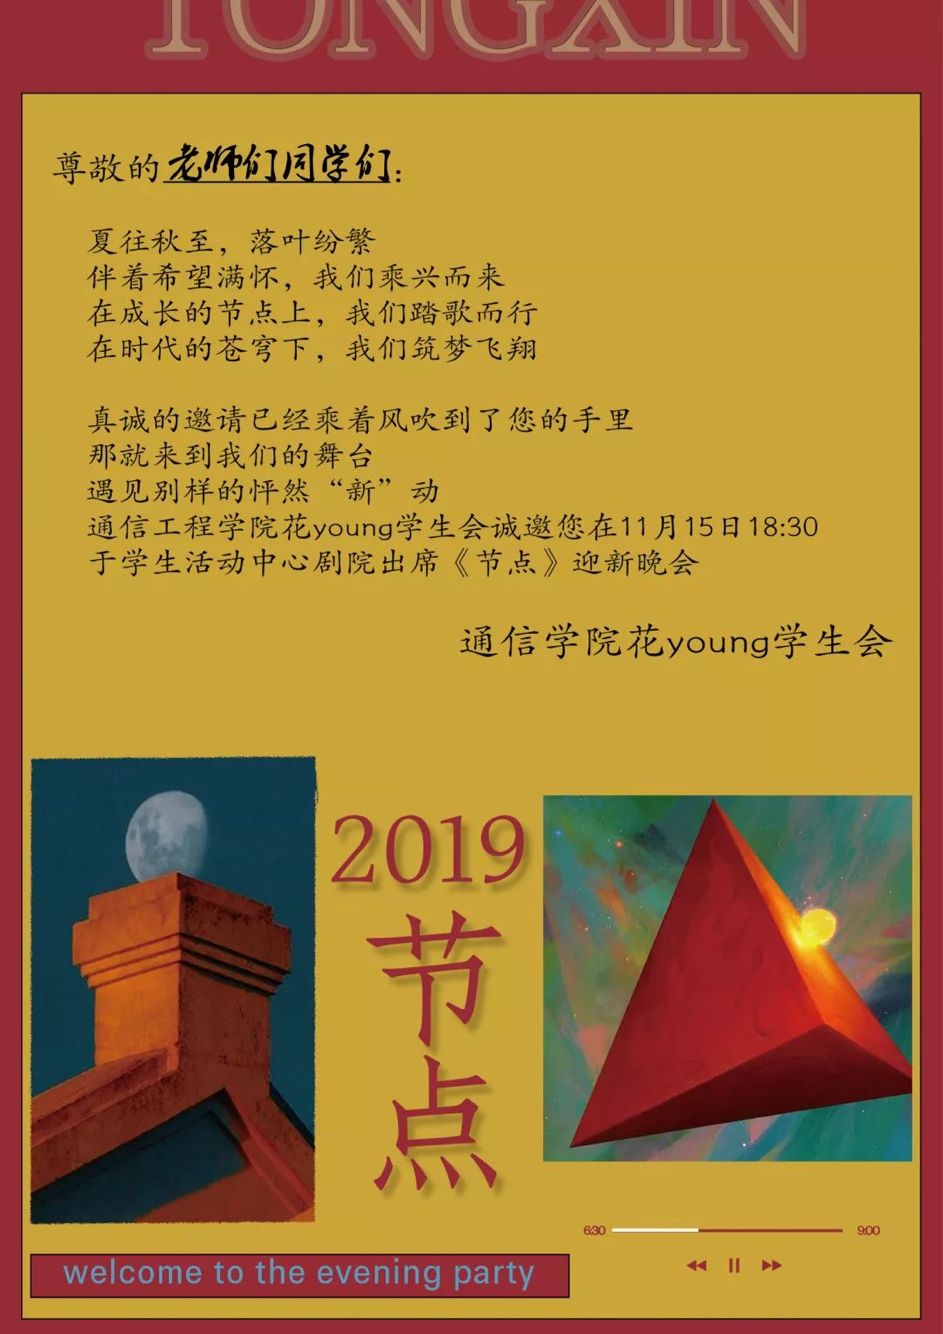 TONGXIN
尊敬的老师们同学们：
夏往秋至，落叶纷繁
伴着希望满怀，我们乘兴而来
在成长的节点上，我们踏歌而行
在时代的苍穹下，我们筑梦飞翔
真诚的邀请已经乘着风吹到了您的手里
那就来到我们的舞台
遇见别样的怦然“新”动
通信工程学院花young学生会诚邀您在11月15日18:30
于学生活动中心剧院出席《节点》迎新晚会
通信学院花young学生会
2019
节
点
6:30 9:00
welcome to the evening party